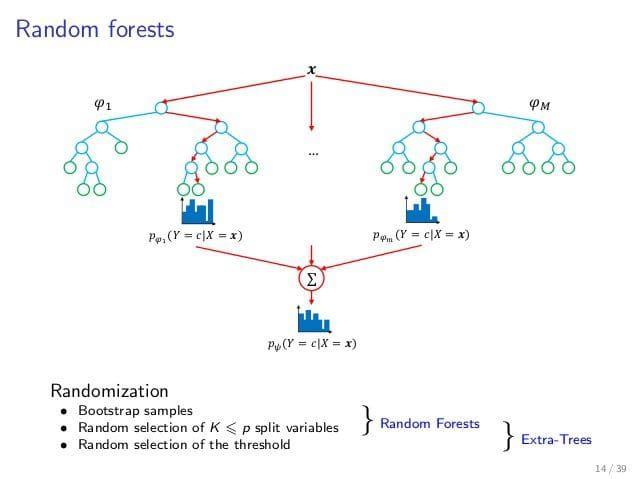 Random forests
x
φ1 φM
...
pφ1(Y = c|X = x) pφm(Y = c|X = x)
∑
pψ(Y = c|X = x)
Randomization
• Bootstrap samples
• Random selection of K ⩽ p split variables } Random Forests
• Random selection of the threshold } Extra-Trees
14 / 39